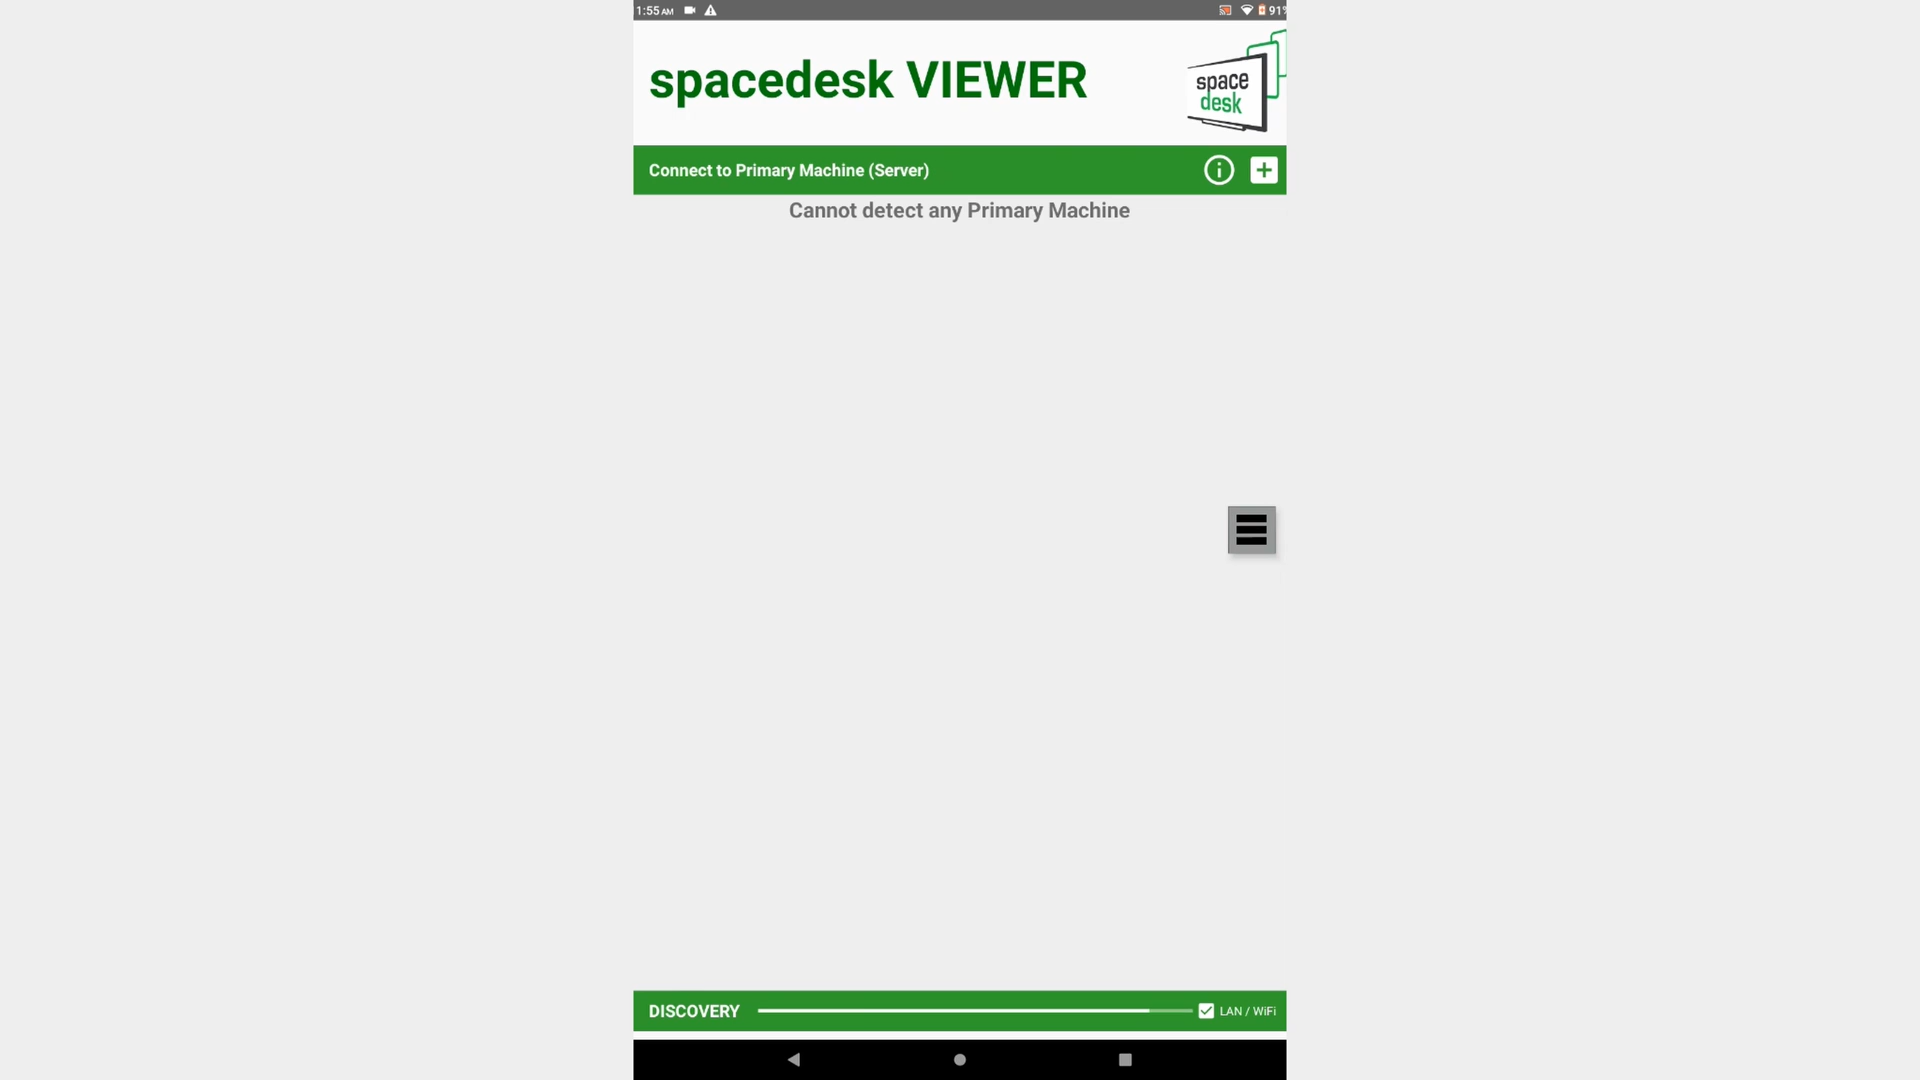 1:55 AM
91%
spacedesk VIEWER
space
desk
Connect to Primary Machine (Server)
Cannot detect any Primary Machine
DISCOVERY
LAN / WiFi